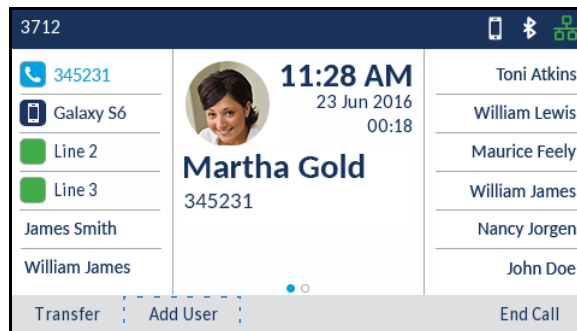 3712
345231
Galaxy S6
Line 2
Line 3
James Smith
William James
11:28 AM
23 Jun 2016
00:18
Martha Gold
345231
Toni Atkins
William Lewis
Maurice Feely
William James
Nancy Jorgen
John Doe
Transfer
Add User
End Call